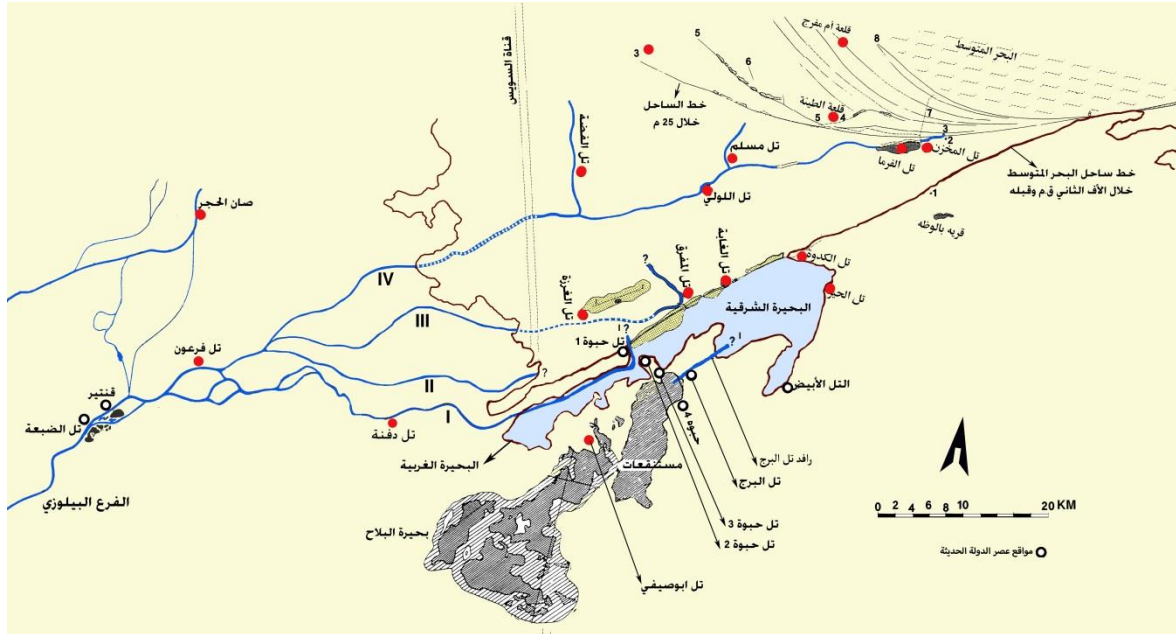 قلعة أم مفرج
8
البحر المتوسط
5
3
6
قناة السويس
خط الساحل
خلال 25 م
قلعة الطينة
5
4
7
3
2
تل الفضة
تل مسلم
تل المخزن
تل الفرما
خط ساحل البحر المتوسط
خلال الألف الثاني ق.م وقبله
1-
تل اللولي
صان الحجر
قريه بالوظه
تل الغابة
تل المفرق
?
تل الكدوة
IV
تل الغرزة
تل الحير
البحيرة الشرقية
III
? I
تل حبوة 1
? I
تل فرعون
?
II
التل الأبيض
قنتير
I
تل الضبعة
تل دفنة
حبوة 4
البحيرة الغربية
مستنقعات
رافد تل البرج
تل البرج
الفرع البيلوزي
0 2 4 6 8 10 20 KM
بحيرة البلاح
تل حبوة 3
تل حبوة 2
مواقع عصر الدولة الحديثة
تل ابوصيفي